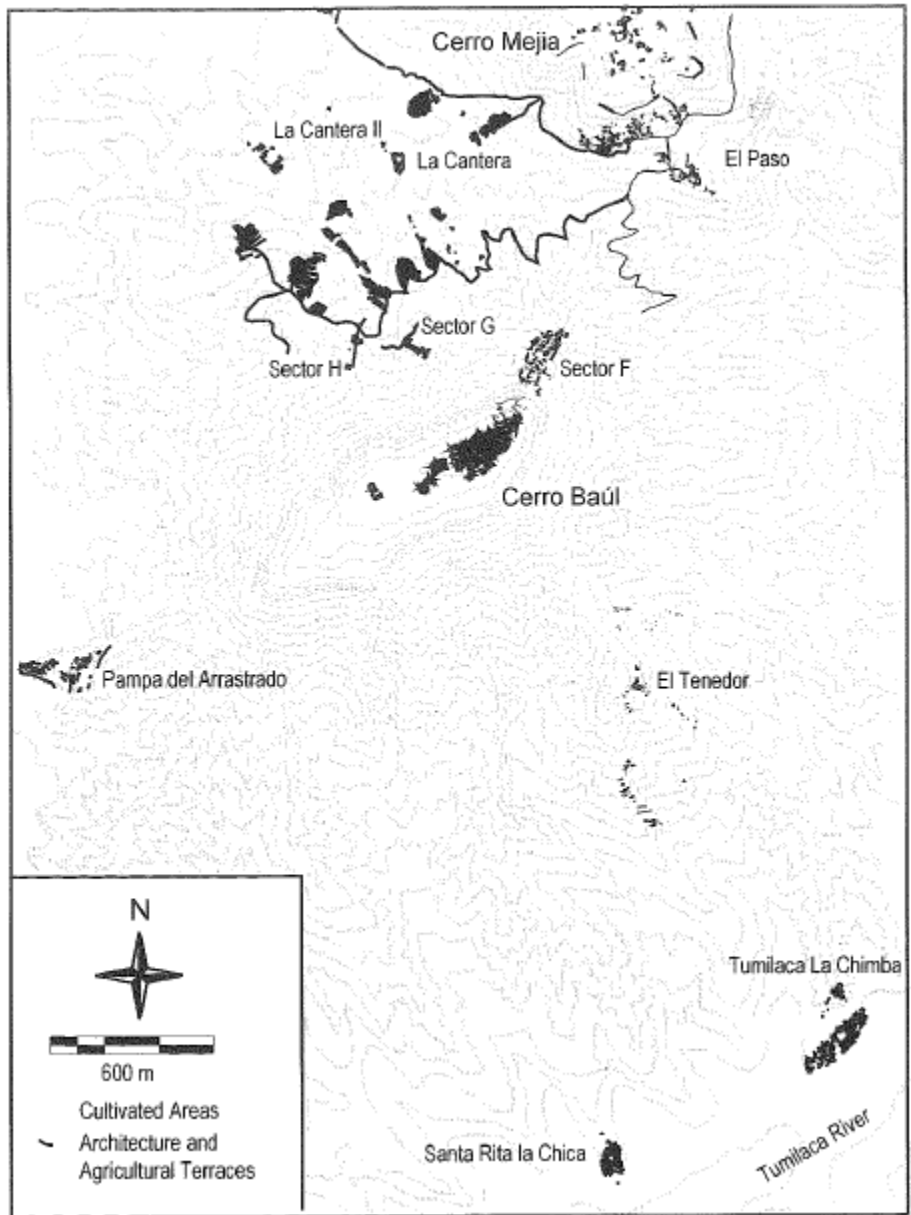 Cerro Mejia
La Cantera II
La Cantera
El Paso
Sector G
Sector H
Sector F
Cerro Baúl
Pampa del Arrastrado
El Tenedor
N
Tumilaca La Chimba
600 m
Cultivated Areas
Architecture and
Agricultural Terraces
Santa Rita la Chica
Tumilaca River